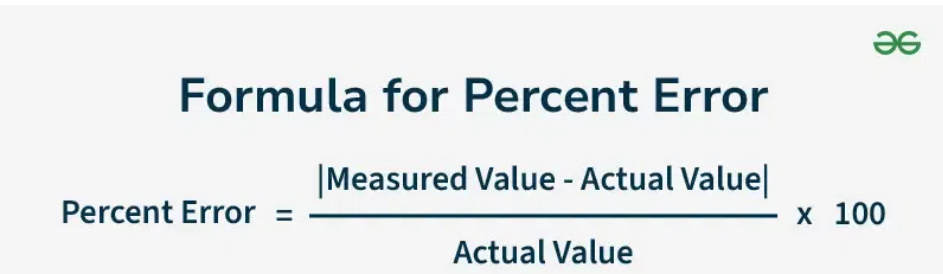 Formula for Percent Error
|Measured Value - Actual Value|
Percent Error = x 100
Actual Value